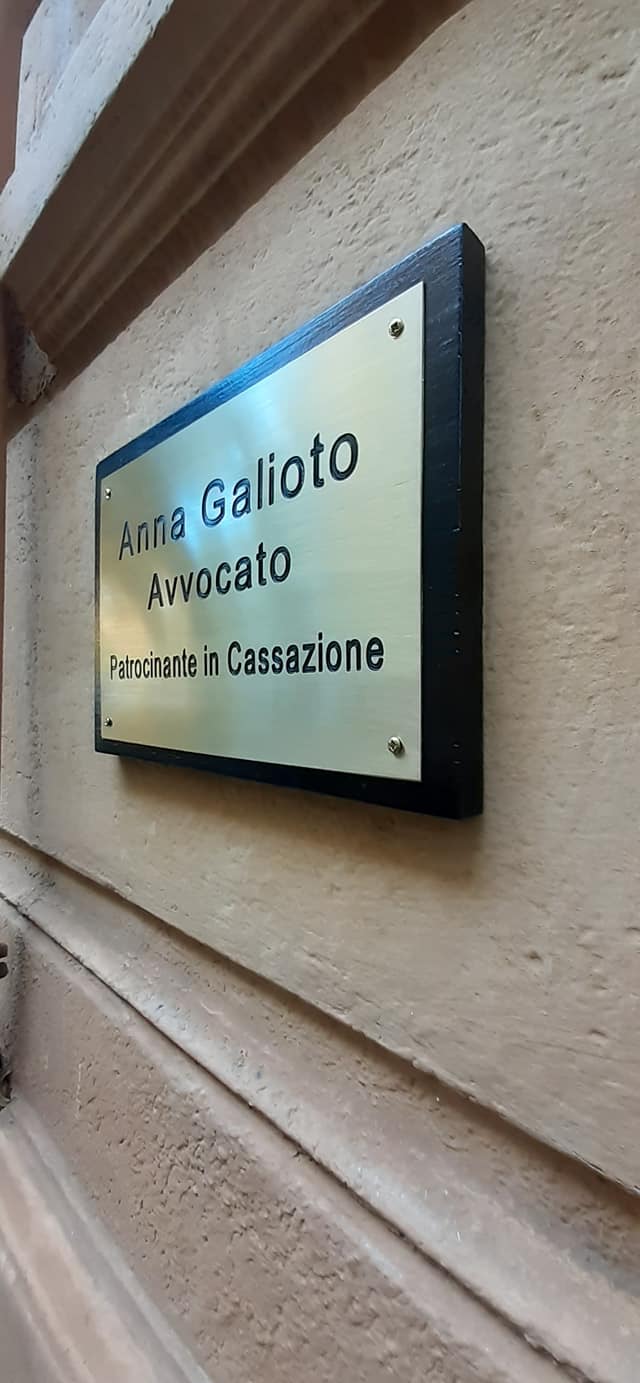 Anna Galioto
Avvocato
Patrocinante in Cassazione